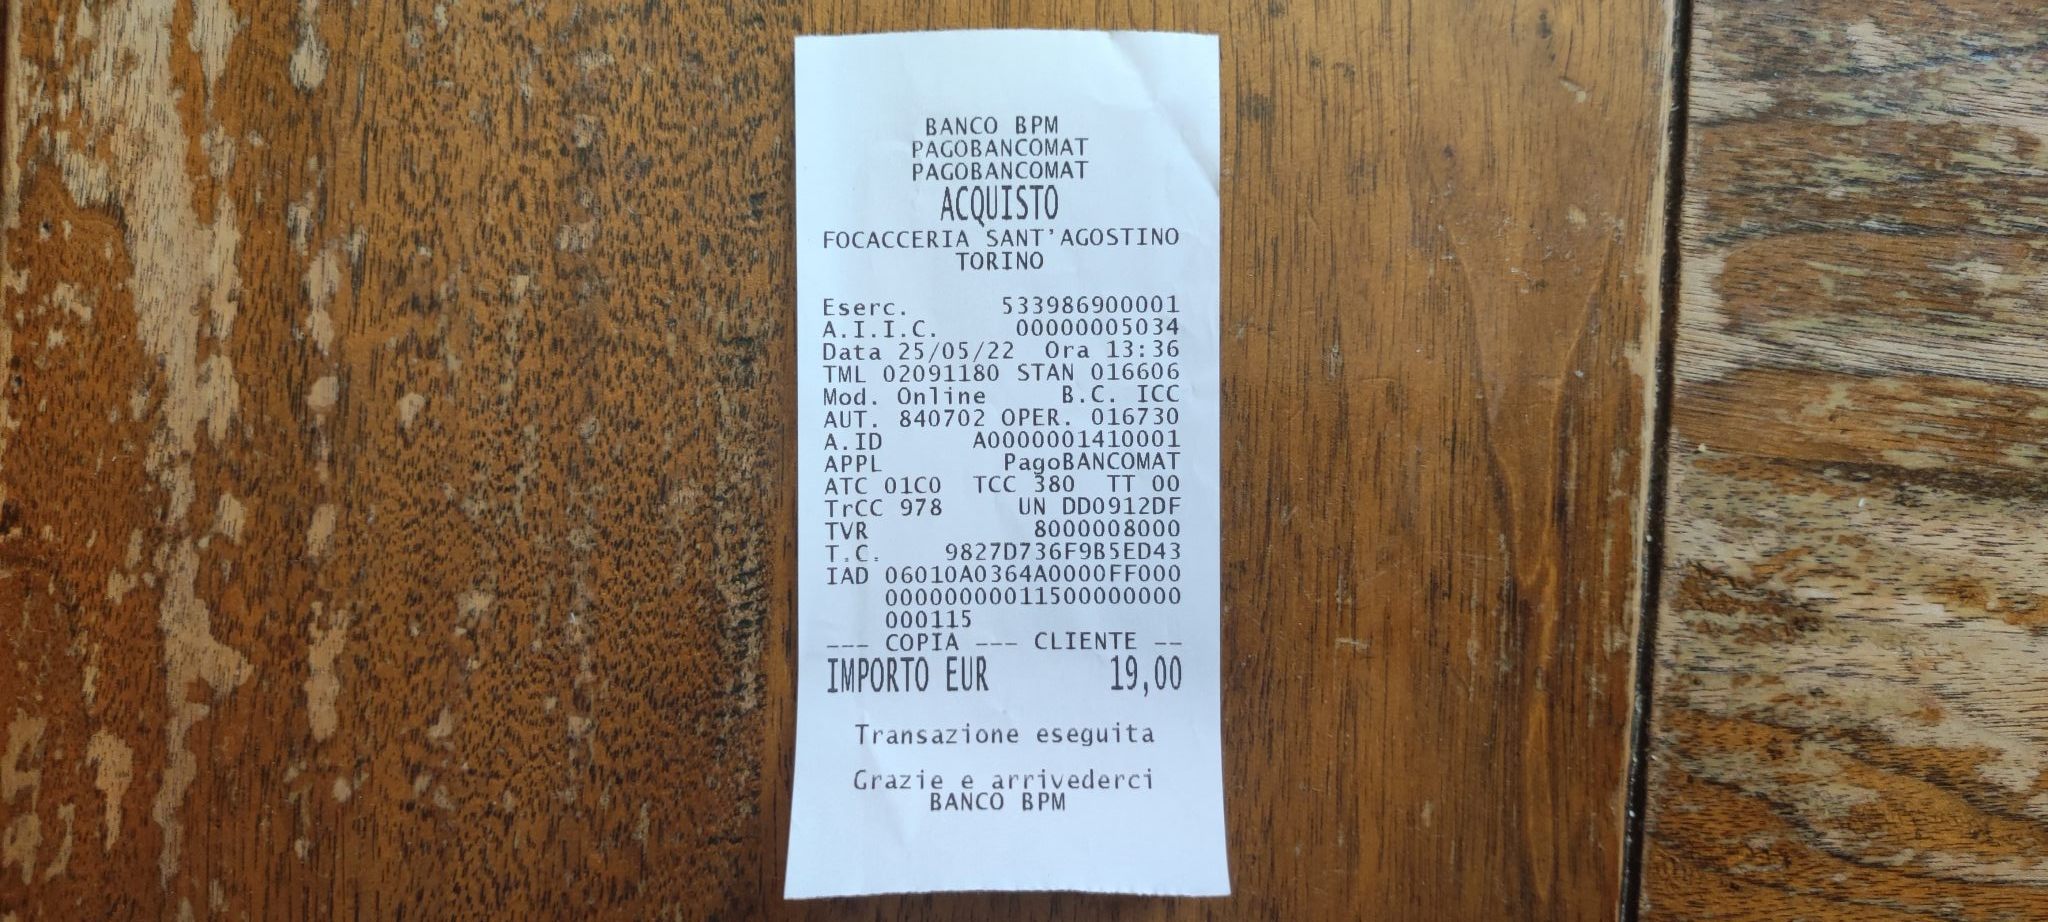 BANCO BPM
PAGOBANCOMAT
PAGOBANCOMAT
ACQUISTO
FOCACCERIA SANT'AGOSTINO
TORINO
Eserc. 533986900001
A.I.I.C. 00000005034
Data 25/05/22 Ora 13:36
TML 02091180 STAN 016606
Mod. Online B.C. ICC
AUT. 840702 OPER. 016730
A.ID A0000001410001
APPL PagoBANCOMAT
ATC 01C0 TCC 380 TT 00
TrCC 978 UN DD0912DF
TVR 8000008000
T.C. 9827D736F9B5ED43
IAD 06010A0364A0000FF000
00000000011500000000
000115
--- COPIA --- CLIENTE --
IMPORTO EUR 19,00
Transazione eseguita
Grazie e arrivederci
BANCO BPM